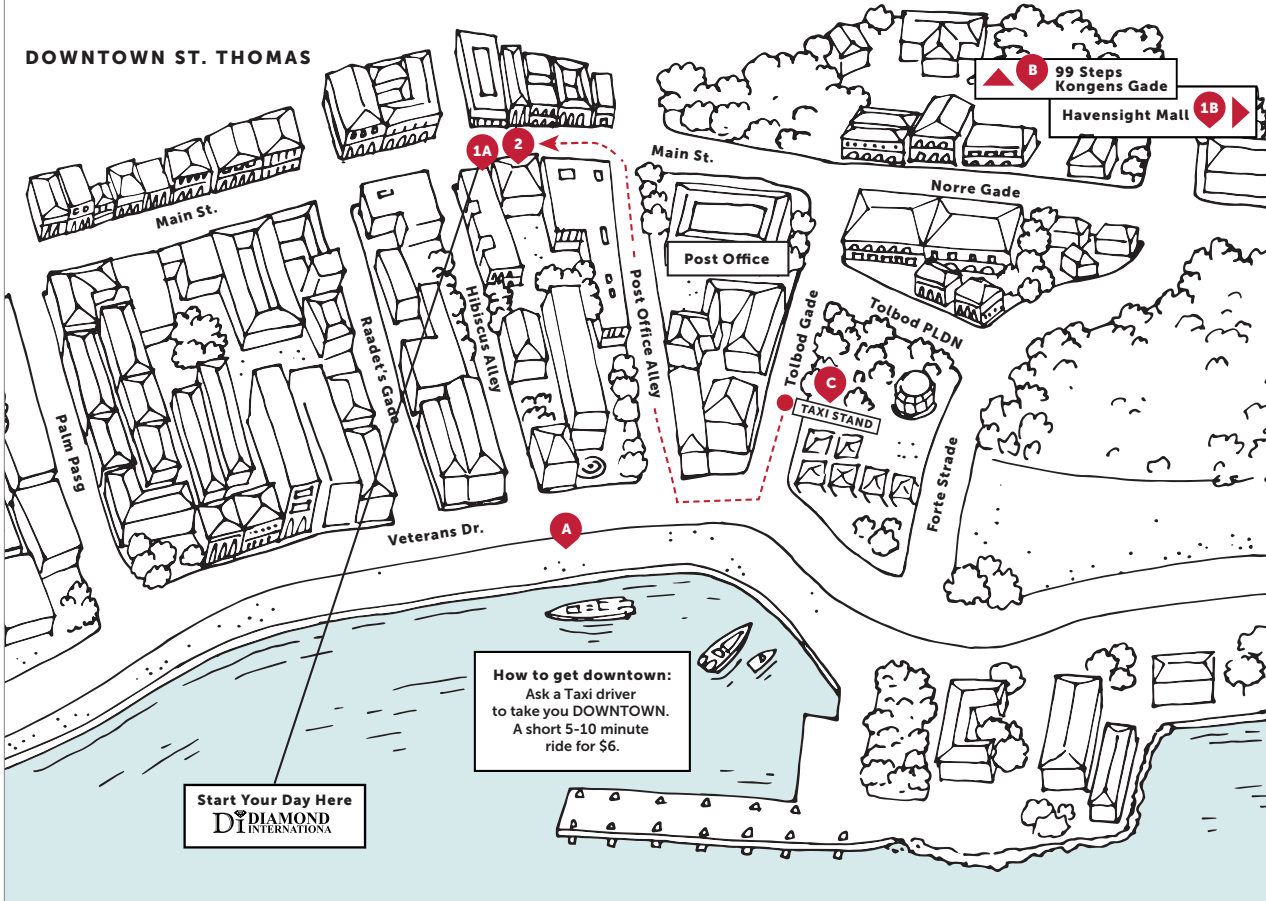 DOWNTOWN ST. THOMAS
B
99 Steps
Kongens Gade
Havensight Mall
1B
1A
2
Main St.
Norre Gade
Main St.
Post Office
Post Office Alley
Hibiscus Alley
Raadet's Gade
Palm Pasg
Tolbod Gade
Tolbod PLDN
C
TAXI STAND
Forte Strade
Veterans Dr.
A
How to get downtown:
Ask a Taxi driver
to take you DOWNTOWN.
A short 5-10 minute
ride for $6.
Start Your Day Here
Di DIAMOND
INTERNATIONA